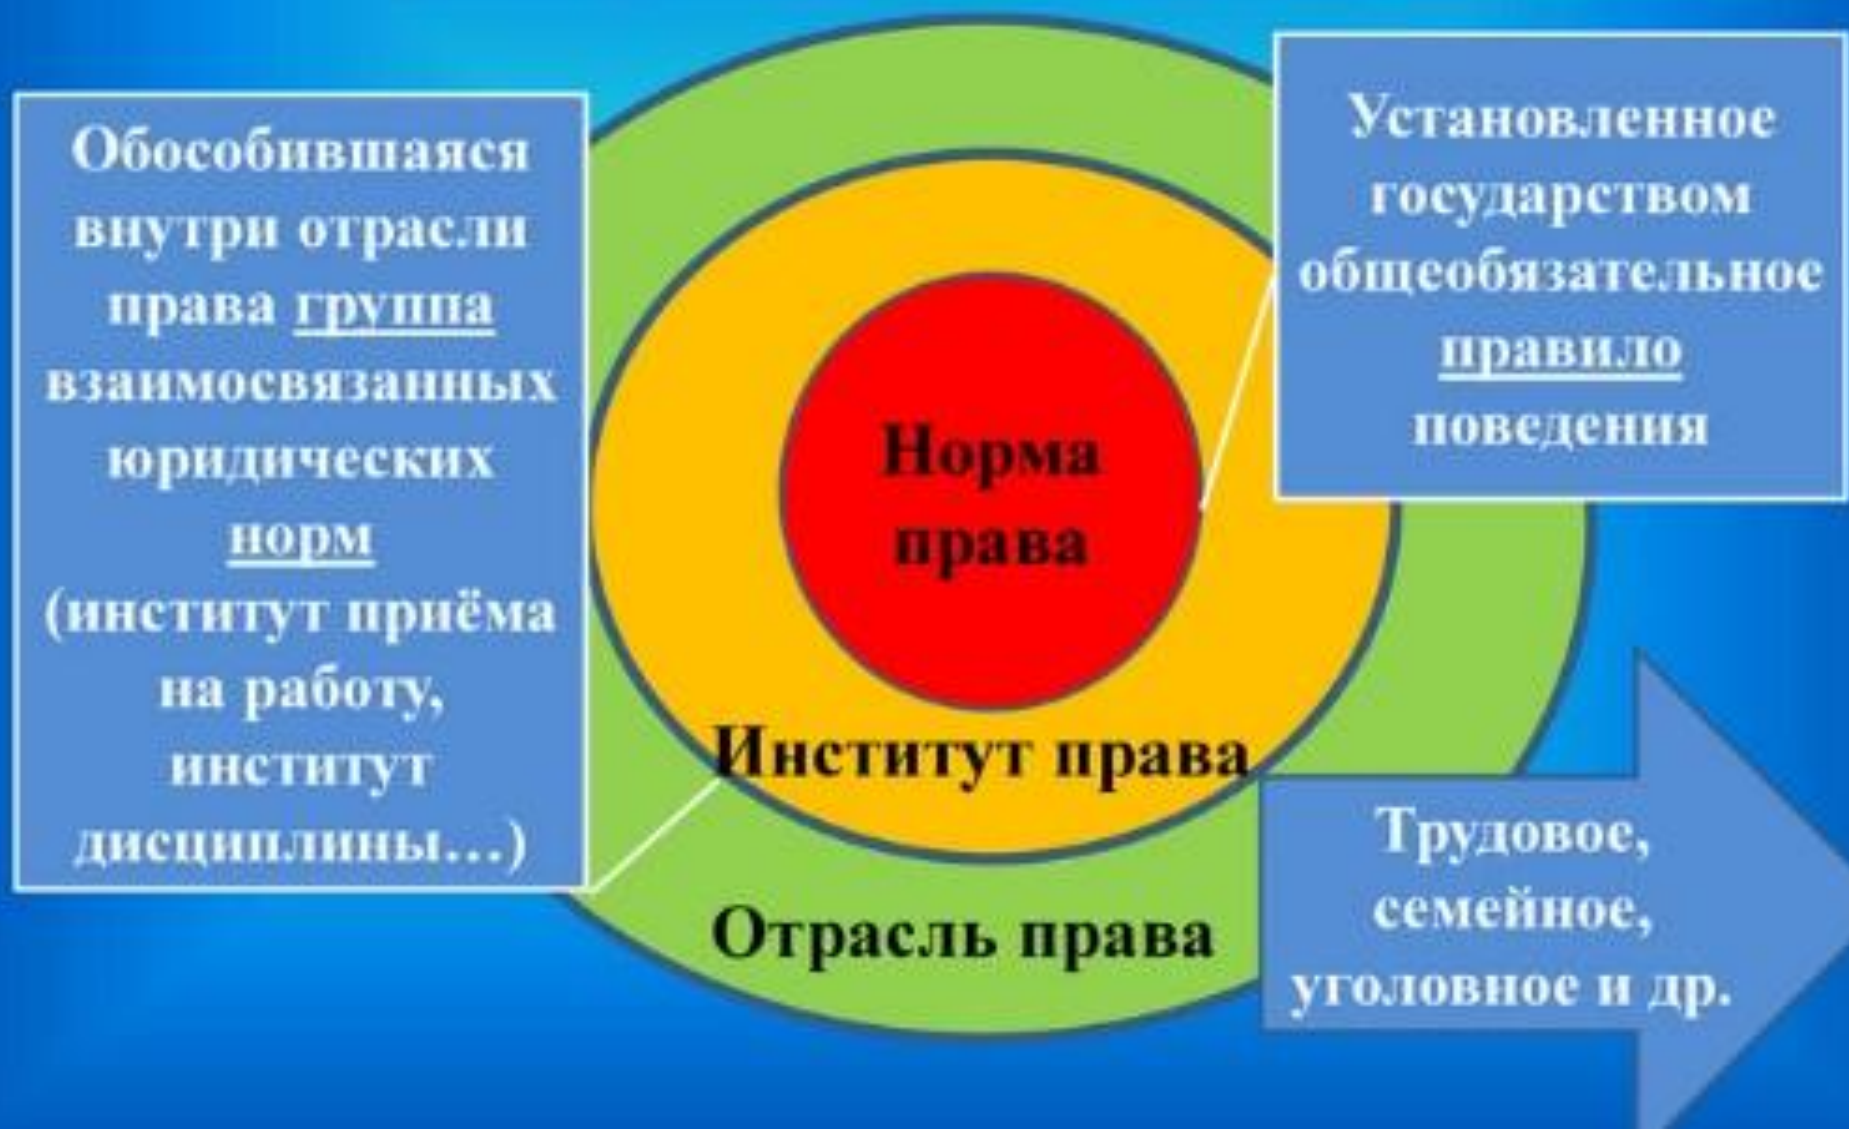 Обособившаяся
внутри отрасли
права группа
взаимосвязанных
юридических
норм
(институт приёма
на работу,
институт
дисциплины…)
Установленное
государством
общеобязательное
правило
поведения
Норма
права
Институт права
Отрасль права
Трудовое,
семейное,
уголовное и др.